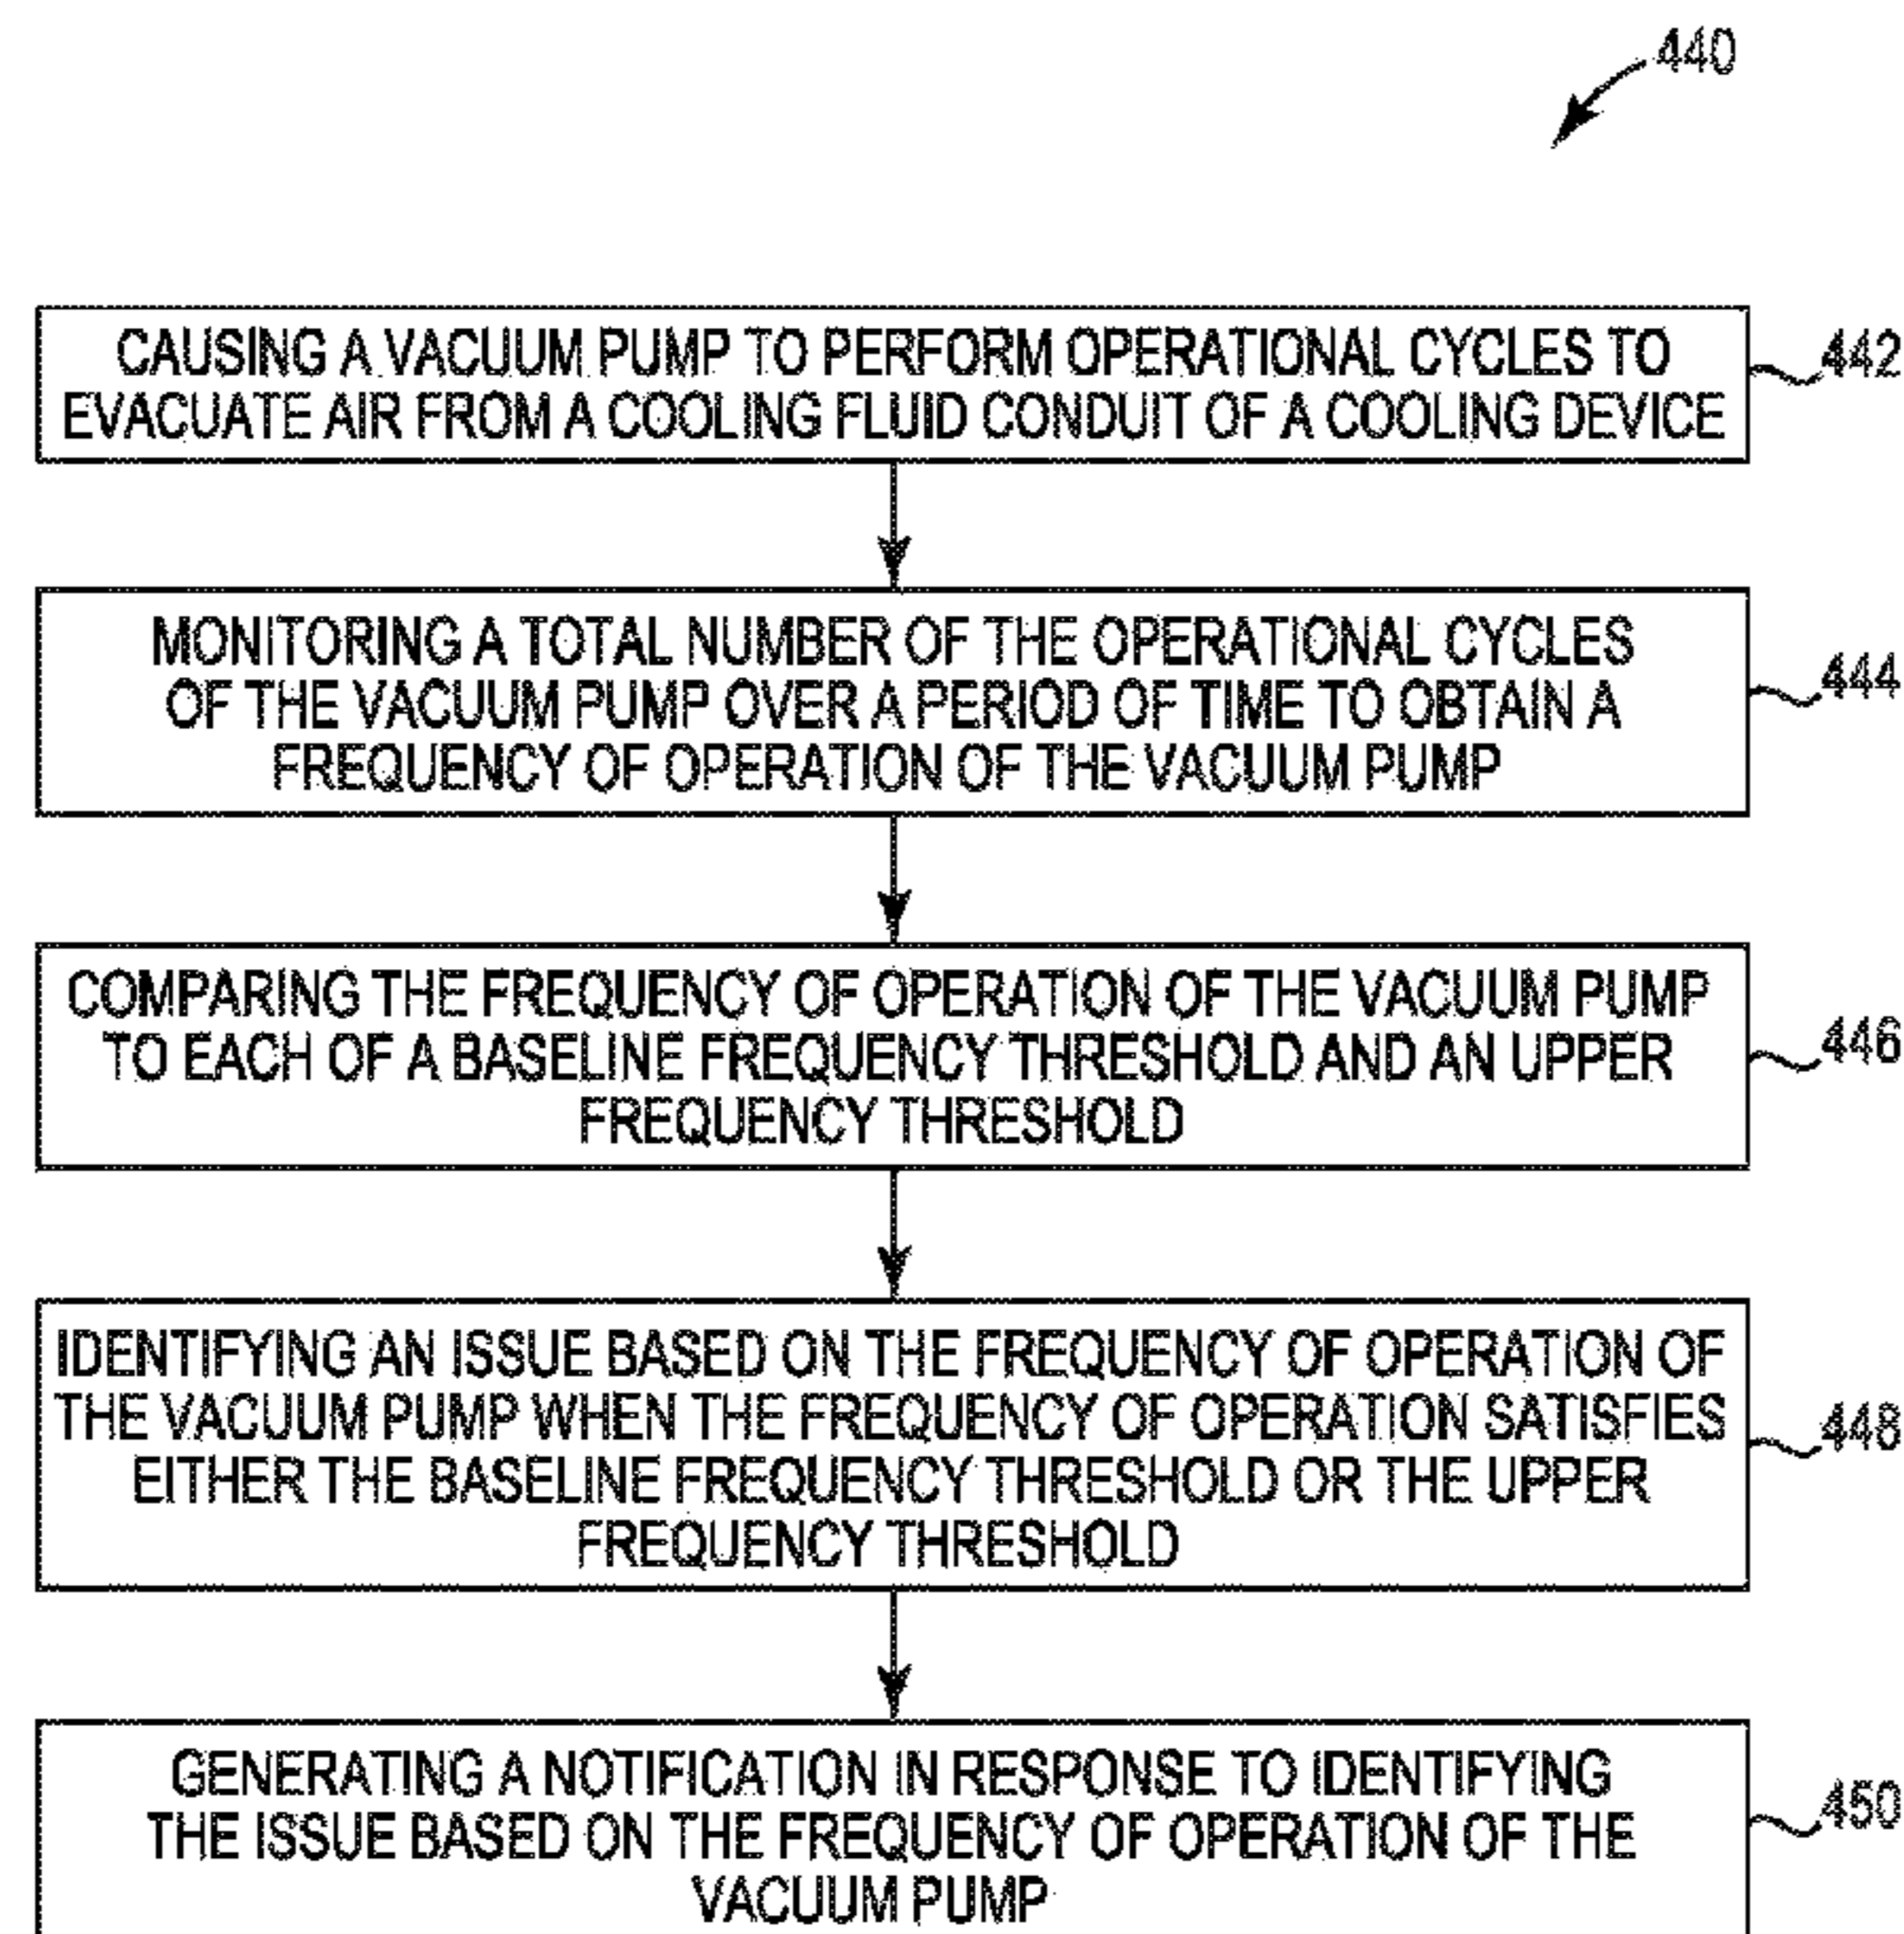 440
CAUSING A VACUUM PUMP TO PERFORM OPERATIONAL CYCLES TO
EVACUATE AIR FROM A COOLING FLUID CONDUIT OF A COOLING DEVICE
442
MONITORING A TOTAL NUMBER OF THE OPERATIONAL CYCLES
OF THE VACUUM PUMP OVER A PERIOD OF TIME TO OBTAIN A
FREQUENCY OF OPERATION OF THE VACUUM PUMP
444
COMPARING THE FREQUENCY OF OPERATION OF THE VACUUM PUMP
TO EACH OF A BASELINE FREQUENCY THRESHOLD AND AN UPPER
FREQUENCY THRESHOLD
446
IDENTIFYING AN ISSUE BASED ON THE FREQUENCY OF OPERATION OF
THE VACUUM PUMP WHEN THE FREQUENCY OF OPERATION SATISFIES
EITHER THE BASELINE FREQUENCY THRESHOLD OR THE UPPER
FREQUENCY THRESHOLD
448
GENERATING A NOTIFICATION IN RESPONSE TO IDENTIFYING
THE ISSUE BASED ON THE FREQUENCY OF OPERATION OF THE
VACUUM PUMP
450